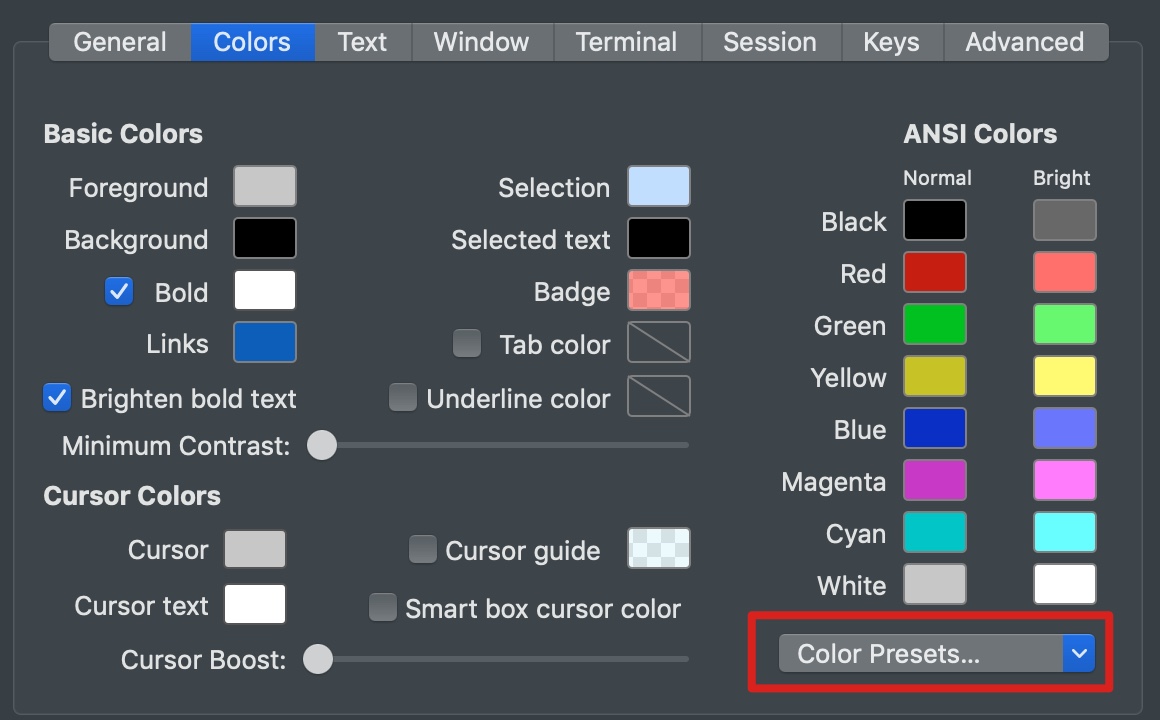 General Colors Text Window Terminal Session Keys Advanced
Basic Colors
Foreground
Background
Bold
Links
Brighten bold text
Minimum Contrast:
Selection
Selected text
Badge
Tab color
Underline color
Cursor Colors
Cursor
Cursor text
Cursor Boost:
Cursor guide
Smart box cursor color
ANSI Colors
Normal Bright
Black
Red
Green
Yellow
Blue
Magenta
Cyan
White
Color Presets...